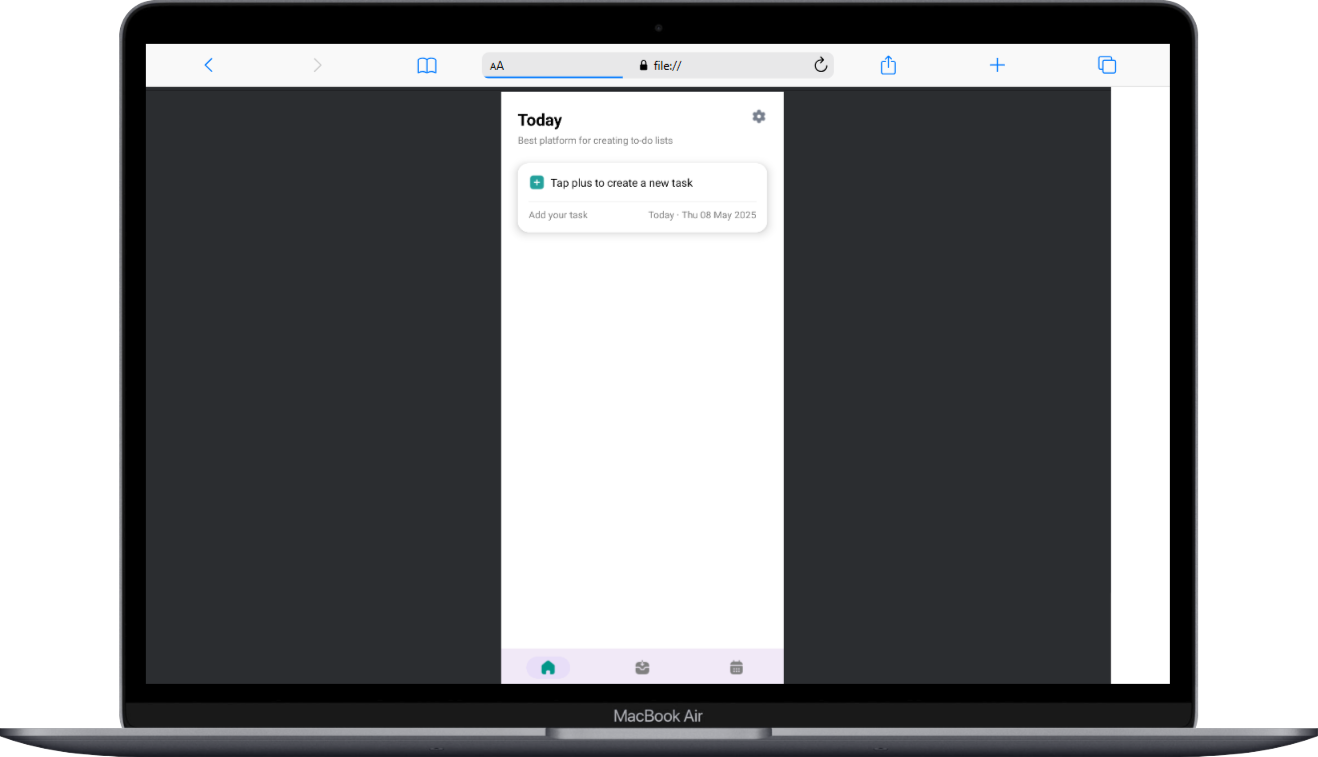 AA file://
Today
Best platform for creating to-do lists
Tap plus to create a new task
Add your task Today · Thu 08 May 2025
MacBook Air